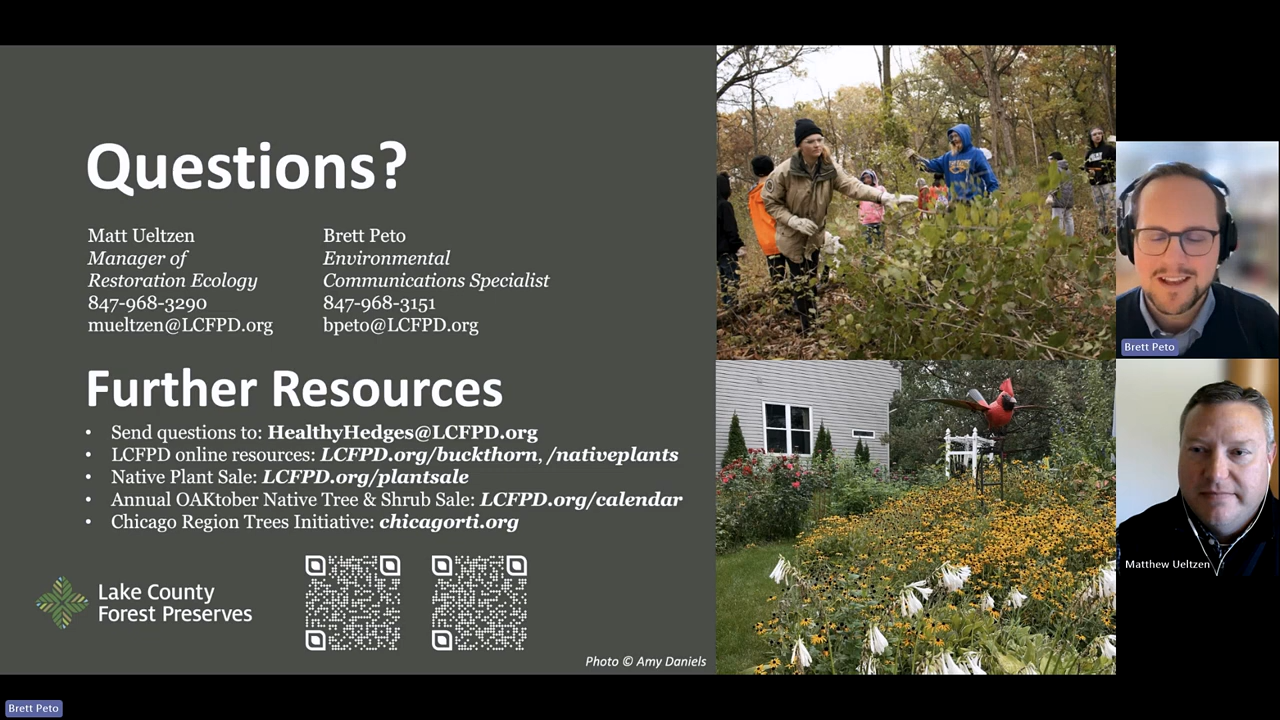 Questions?
Matt Ueltzen
Manager of
Restoration Ecology
847-968-3290
mueltzen@LCFPD.org
Brett Peto
Environmental
Communications Specialist
847-968-3151
bpeto@LCFPD.org
Further Resources
• Send questions to: HealthyHedges@LCFPD.org
• LCFPD online resources: LCFPD.org/buckthorn, /nativeplants
• Native Plant Sale: LCFPD.org/plantsale
• Annual OAKtober Native Tree & Shrub Sale: LCFPD.org/calendar
• Chicago Region Trees Initiative: chicagorti.org
Lake County
Forest Preserves
Photo © Amy Daniels
Brett Peto
Matthew Ueltzen
Brett Peto